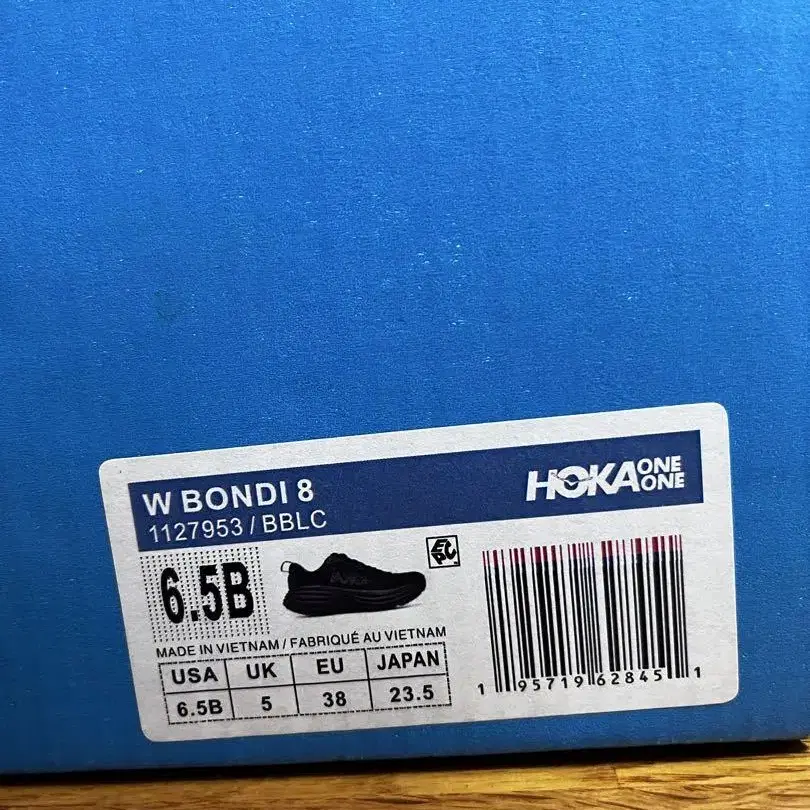 W BONDI 8
HOKA ONE ONE
1127953 / BBLC
6.5B
MADE IN VIETNAM / FABRIQUÉ AU VIETNAM
USA UK EU JAPAN
6.5B 5 38 23.5
1 95719 62845 1